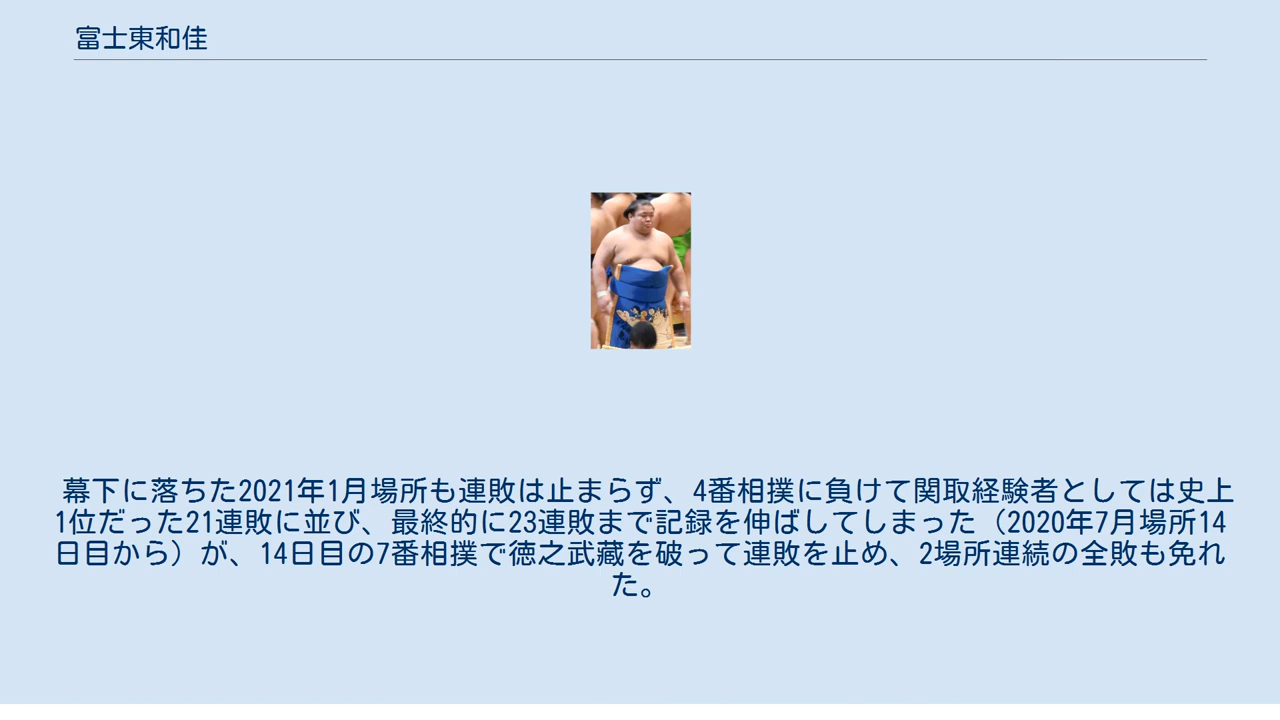 富士東和佳
幕下に落ちた2021年1月場所も連敗は止まらず、4番相撲に負けて関取経験者としては史上
1位だった21連敗に並び、最終的に23連敗まで記録を伸ばしてしまった（2020年7月場所14
日目から）が、14日目の7番相撲で徳之武藏を破って連敗を止め、2場所連続の全敗も免れ
た。